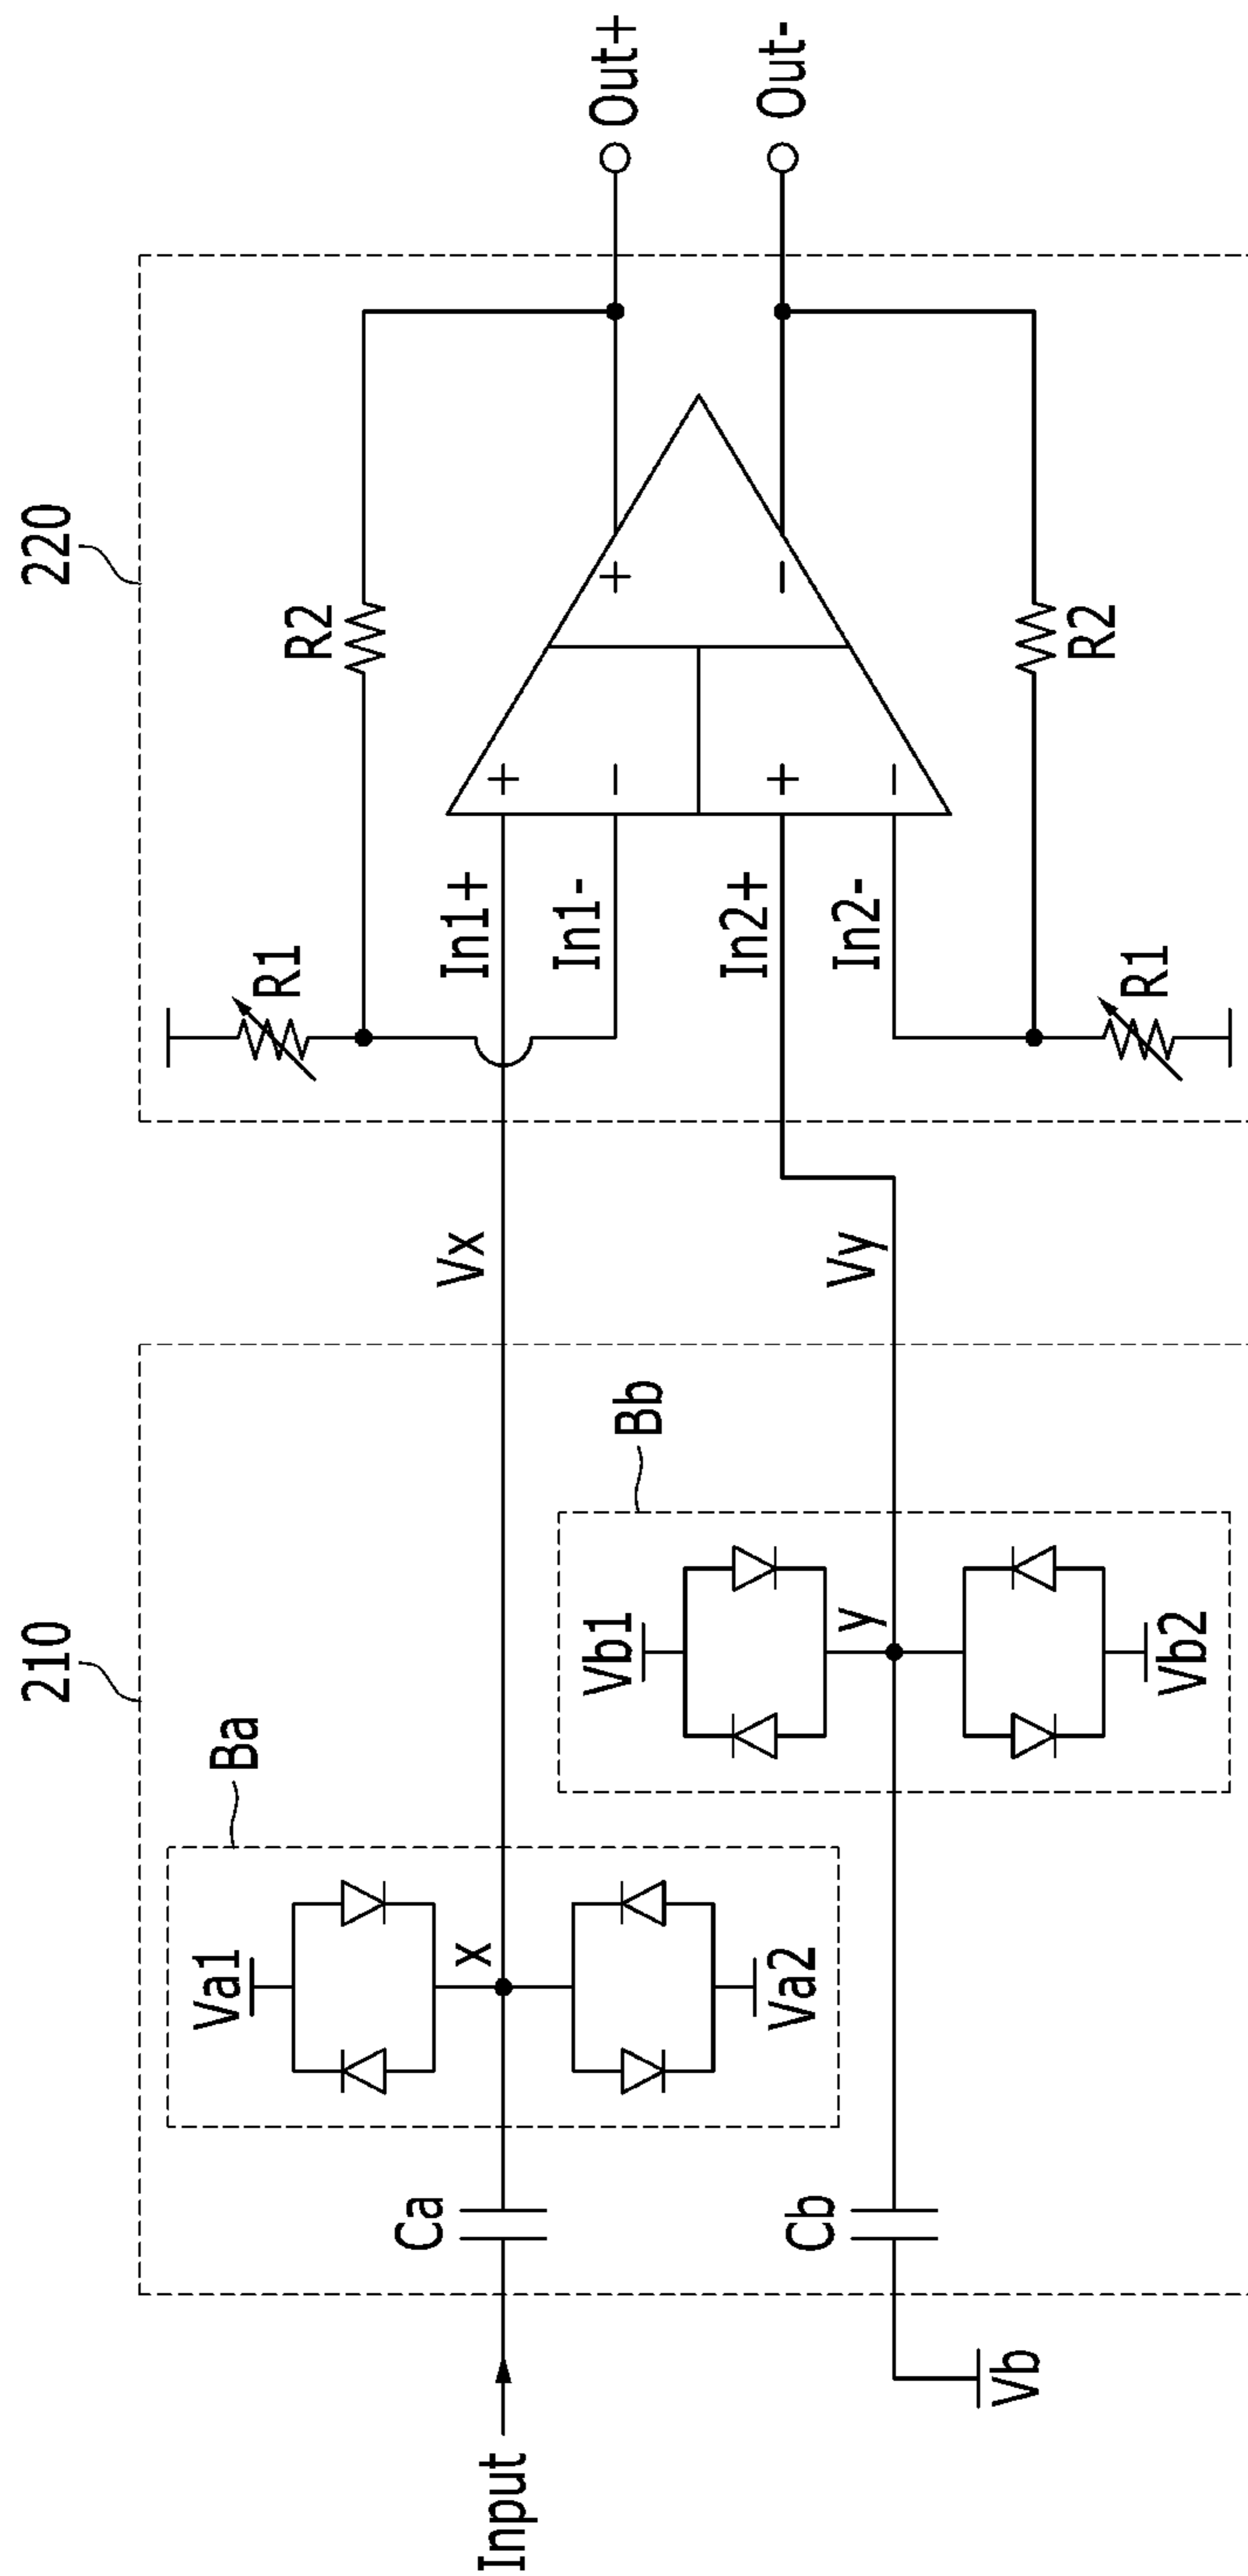 210
220
Ba
Va1
x
Va2
Bb
Vb1
y
Vb2
Input
Ca
Vb
Cb
Vx
Vy
R1
R2
In1+
In1-
In2+
In2-
+
−
+
−
+
−
R1
R2
Out+
Out-